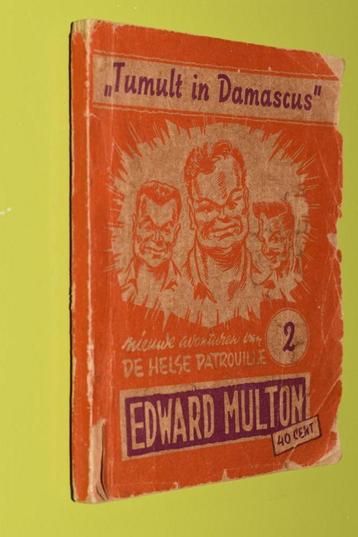 „Tumult in Damascus"
nieuwe avonturen van
DE HELSE PATROUILLE
2
EDWARD MULTON
40 CENT